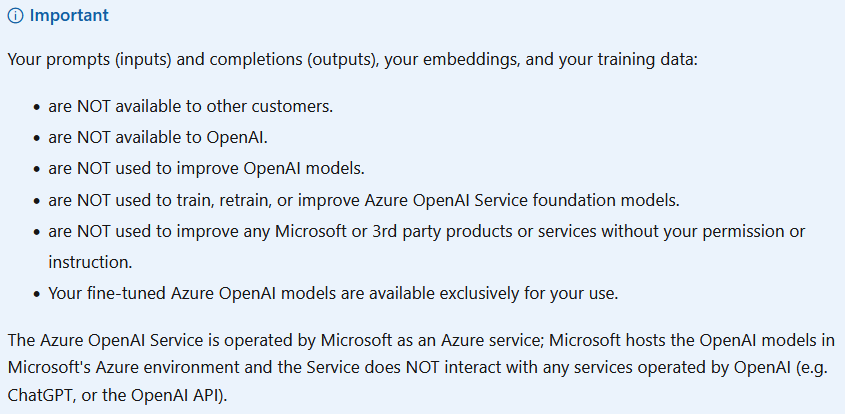 Important
Your prompts (inputs) and completions (outputs), your embeddings, and your training data:
• are NOT available to other customers.
• are NOT available to OpenAI.
• are NOT used to improve OpenAI models.
• are NOT used to train, retrain, or improve Azure OpenAI Service foundation models.
• are NOT used to improve any Microsoft or 3rd party products or services without your permission or
instruction.
• Your fine-tuned Azure OpenAI models are available exclusively for your use.
The Azure OpenAI Service is operated by Microsoft as an Azure service; Microsoft hosts the OpenAI models in
Microsoft's Azure environment and the Service does NOT interact with any services operated by OpenAI (e.g.
ChatGPT, or the OpenAI API).